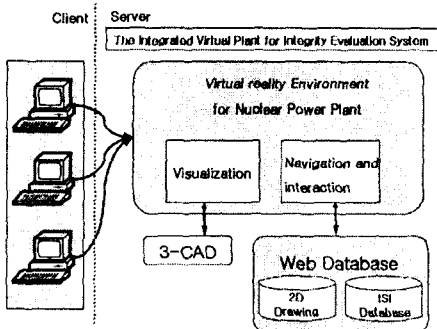 Client
Server
The Integrated Virtual Plant for Integrity Evaluation System
Virtual reality Environment
for Nuclear Power Plant
Visualization
Navigation and
interaction
3-CAD
Web Database
2D
Drawing
ISI
Database